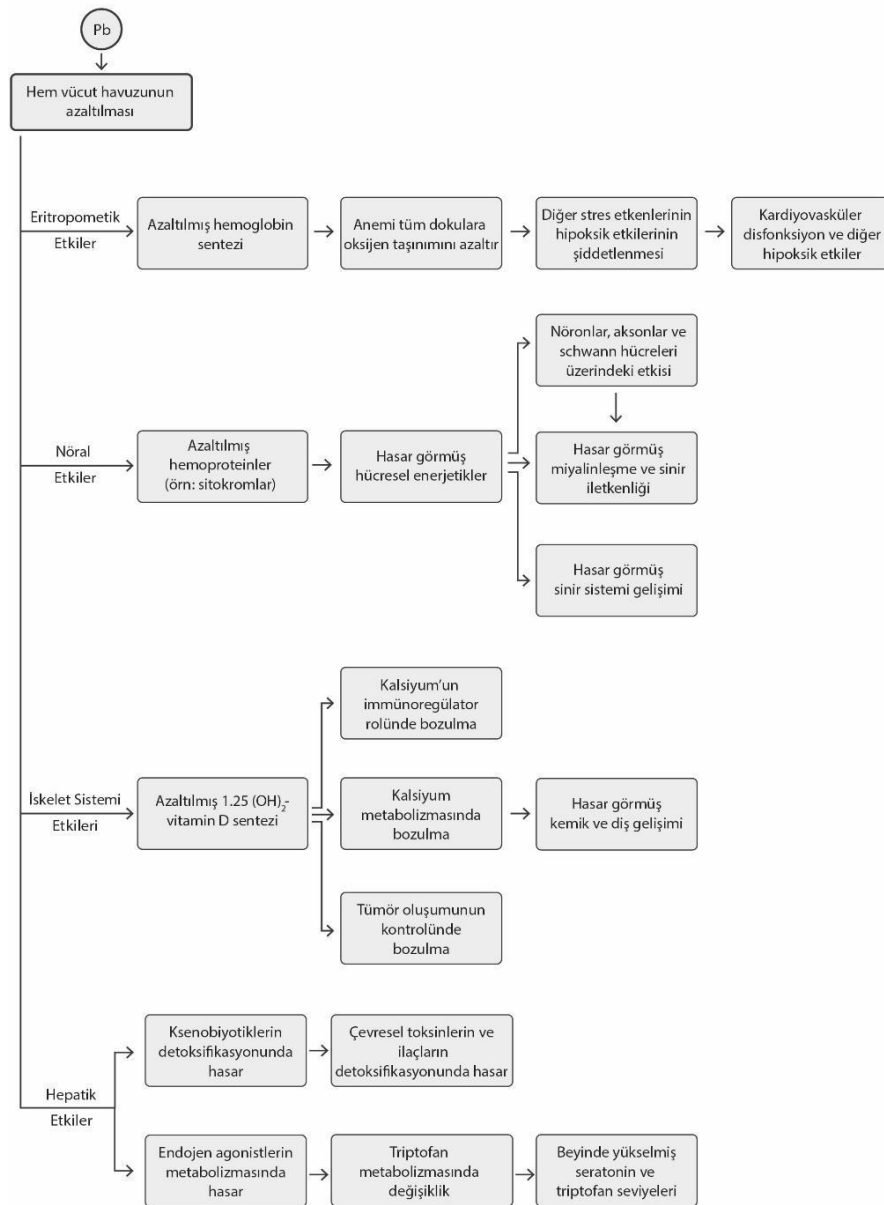 Pb
Hem vücut havuzunun
azaltılması
Eritropometik
Etkiler
Azaltılmış hemoglobin
sentezi
Anemi tüm dokulara
oksijen taşınımını azaltır
Diğer stres etkenlerinin
hipoksik etkilerinin
şiddetlenmesi
Kardiyovasküler
disfonksiyon ve diğer
hipoksik etkiler
Nöral
Etkiler
Azaltılmış
hemoproteinler
(örn: sitokromlar)
Hasar görmüş
hücresel enerjetikler
Nöronlar, aksonlar ve
schwann hücreleri
üzerindeki etkisi
Hasar görmüş
miyalinleşme ve sinir
iletkenliği
Hasar görmüş
sinir sistemi gelişimi
İskelet Sistemi
Etkileri
Azaltılmış 1.25 (OH)₂-
vitamin D sentezi
Kalsiyum’un
immünoregülator
rolünde bozulma
Kalsiyum
metabolizmasında
bozulma
Hasar görmüş
kemik ve diş gelişimi
Tümör oluşumunun
kontrolünde
bozulma
Hepatik
Etkiler
Ksenobiyotiklerin
detoksifikasyonunda
hasar
Çevresel toksinlerin ve
ilaçların
detoksifikasyonunda hasar
Endojen agonistlerin
metabolizmasında
hasar
Triptofan
metabolizmasında
değişiklik
Beyinde yükselmiş
seratonin ve
triptofan seviyeleri